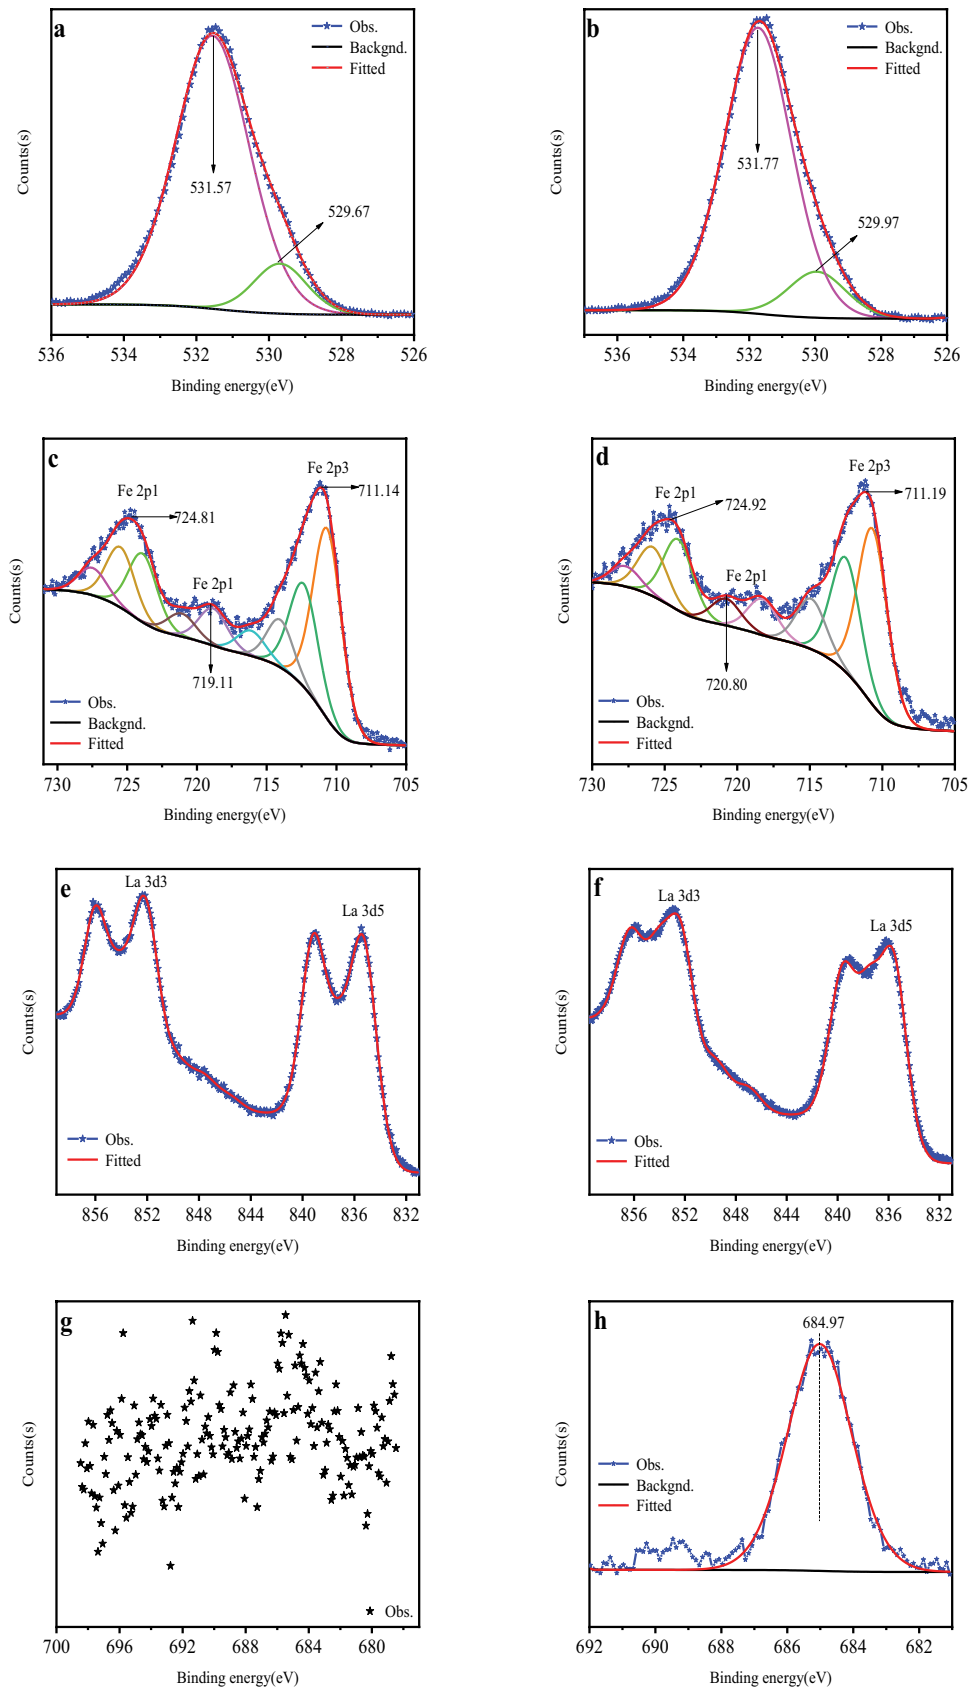 a
Obs.
Backgnd.
Fitted
531.57
529.67
Counts(s)
536 534 532 530 528 526
Binding energy(eV)
b
Obs.
Backgnd.
Fitted
531.77
529.97
Counts(s)
536 534 532 530 528 526
Binding energy(eV)
c
Fe 2p3
711.14
Fe 2p1
724.81
Fe 2p1
719.11
Obs.
Backgnd.
Fitted
Counts(s)
730 725 720 715 710 705
Binding energy(eV)
d
Fe 2p3
711.19
Fe 2p1
724.92
Fe 2p1
720.80
Obs.
Backgnd.
Fitted
Counts(s)
730 725 720 715 710 705
Binding energy(eV)
e
La 3d3
La 3d5
Obs.
Fitted
Counts(s)
856 852 848 844 840 836 832
Binding energy(eV)
f
La 3d3
La 3d5
Obs.
Fitted
Counts(s)
856 852 848 844 840 836 832
Binding energy(eV)
g
Obs.
Counts(s)
700 696 692 688 684 680
Binding energy(eV)
h
684.97
Obs.
Backgnd.
Fitted
Counts(s)
692 690 688 686 684 682
Binding energy(eV)